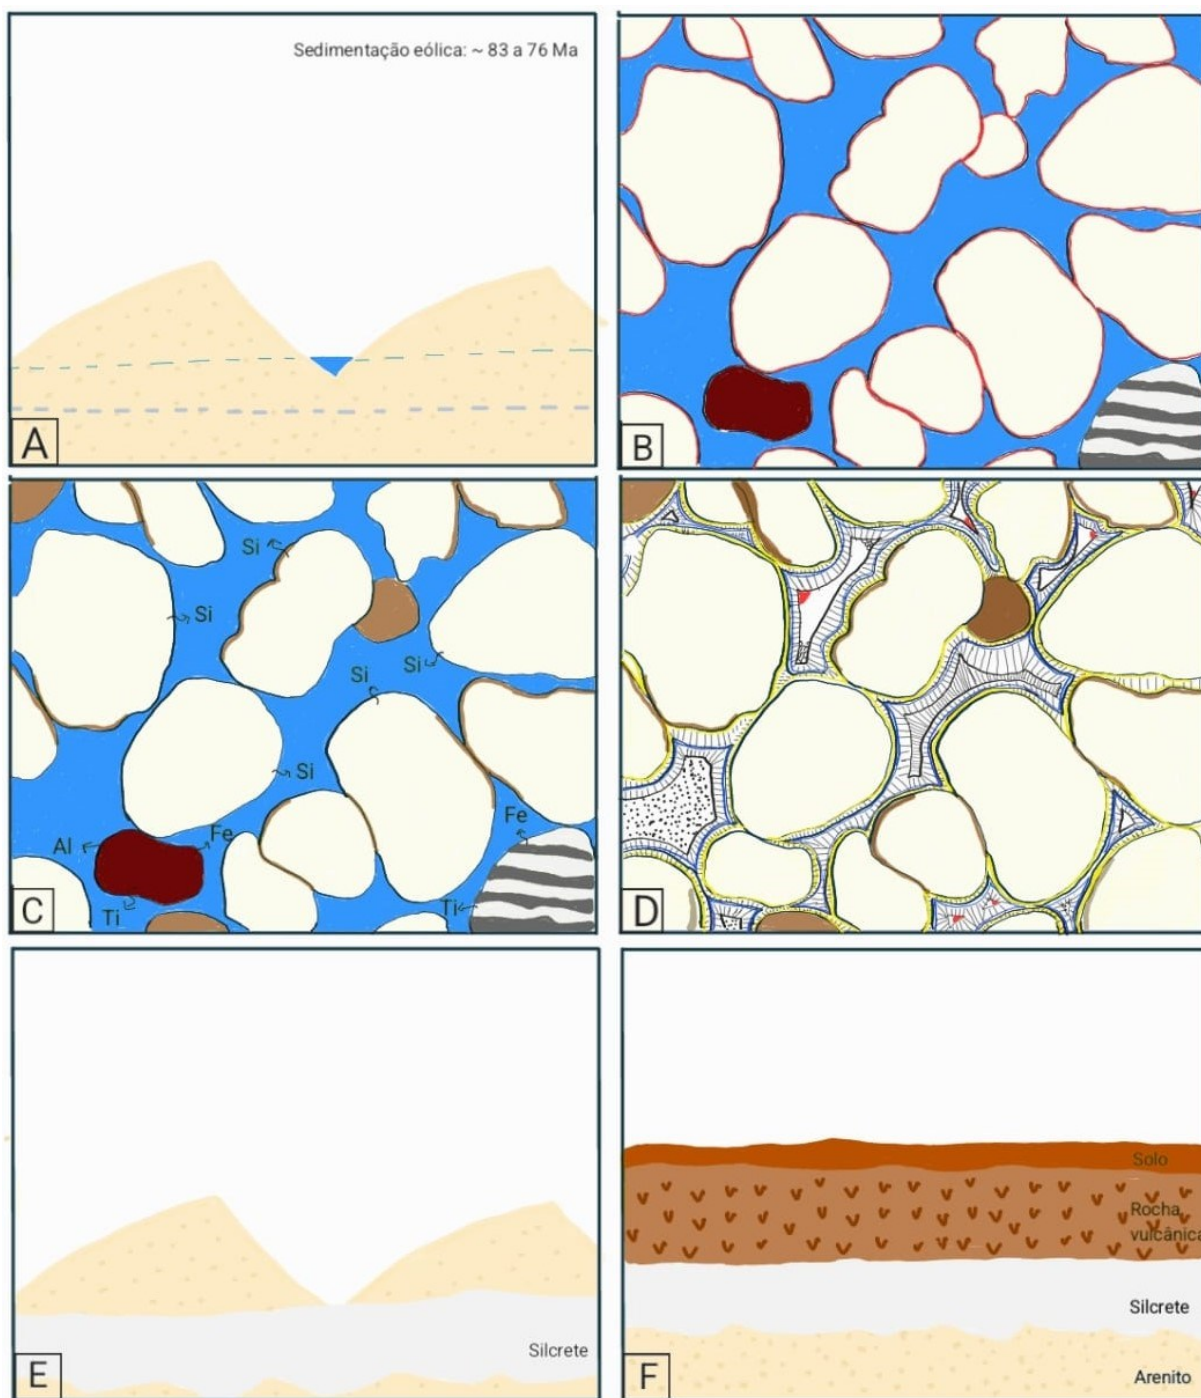 Sedimentação eólica: ~ 83 a 76 Ma
A
B
Si
Si
Si
Si
Si
Fe
Al
Fe
Ti
Ti
C
D
Silcrete
E
Solo
Rocha
vulcânica
Silcrete
Arenito
F